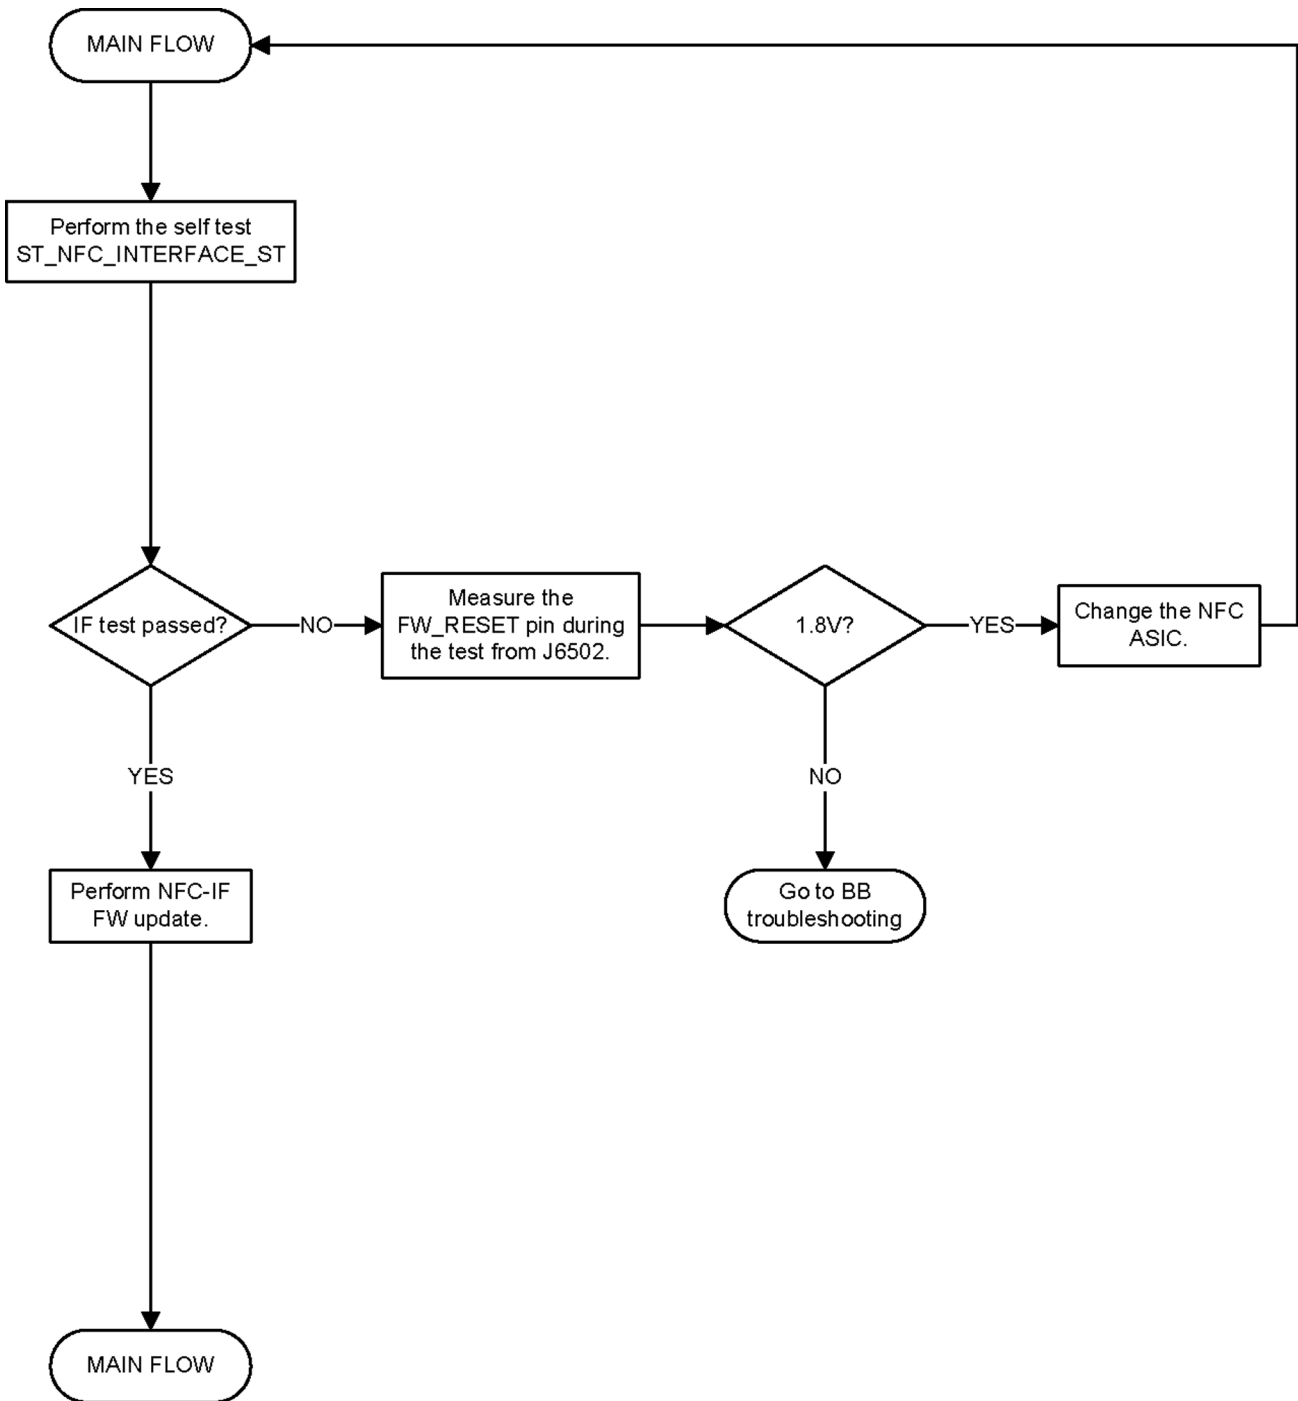 MAIN FLOW
Perform the self test
ST_NFC_INTERFACE_ST
IF test passed?
NO
Measure the
FW_RESET pin during
the test from J6502.
1.8V?
YES
Change the NFC
ASIC.
YES
NO
Perform NFC-IF
FW update.
Go to BB
troubleshooting
MAIN FLOW